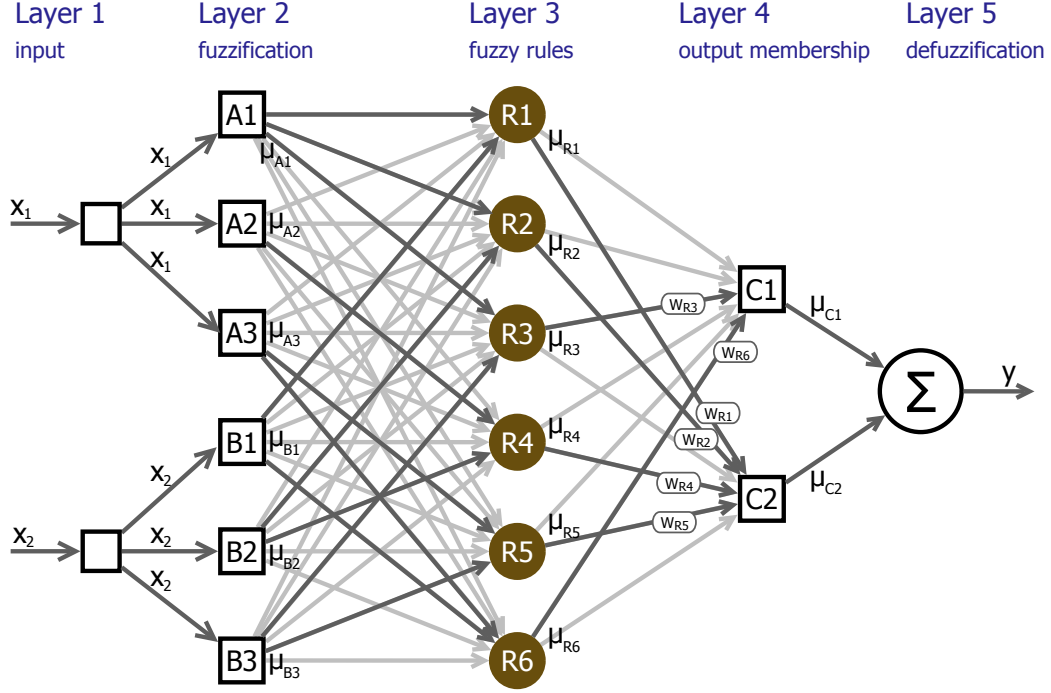 Layer 1
input
Layer 2
fuzzification
Layer 3
fuzzy rules
Layer 4
output membership
Layer 5
defuzzification
x1
x2
x1
x1
x1
x2
x2
x2
A1
μA1
A2
μA2
A3
μA3
B1
μB1
B2
μB2
B3
μB3
R1
μR1
R2
μR2
R3
μR3
R4
μR4
R5
μR5
R6
μR6
wR3
wR6
wR1
wR2
wR4
wR5
C1
μC1
C2
μC2
Σ
y